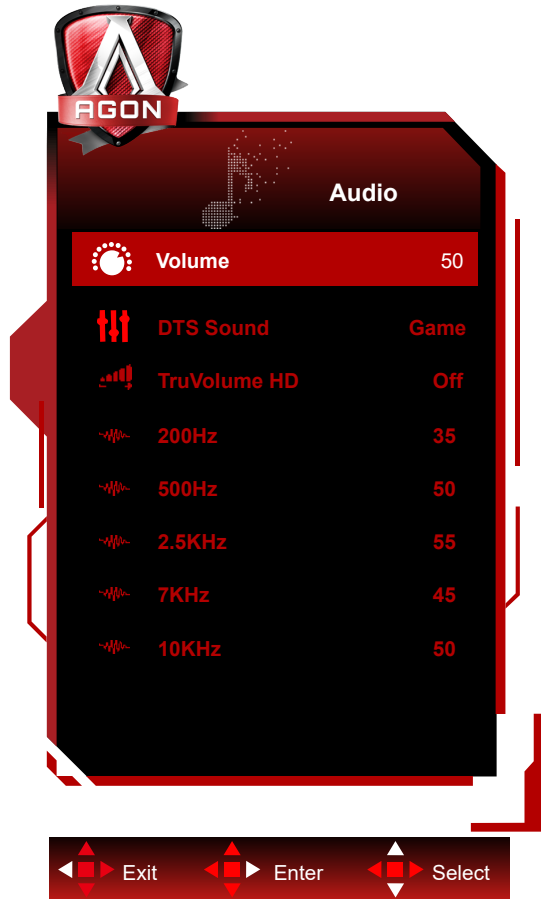 AGON
Audio
Volume 50
DTS Sound Game
TruVolume HD Off
200Hz 35
500Hz 50
2.5KHz 55
7KHz 45
10KHz 50
Exit Enter Select